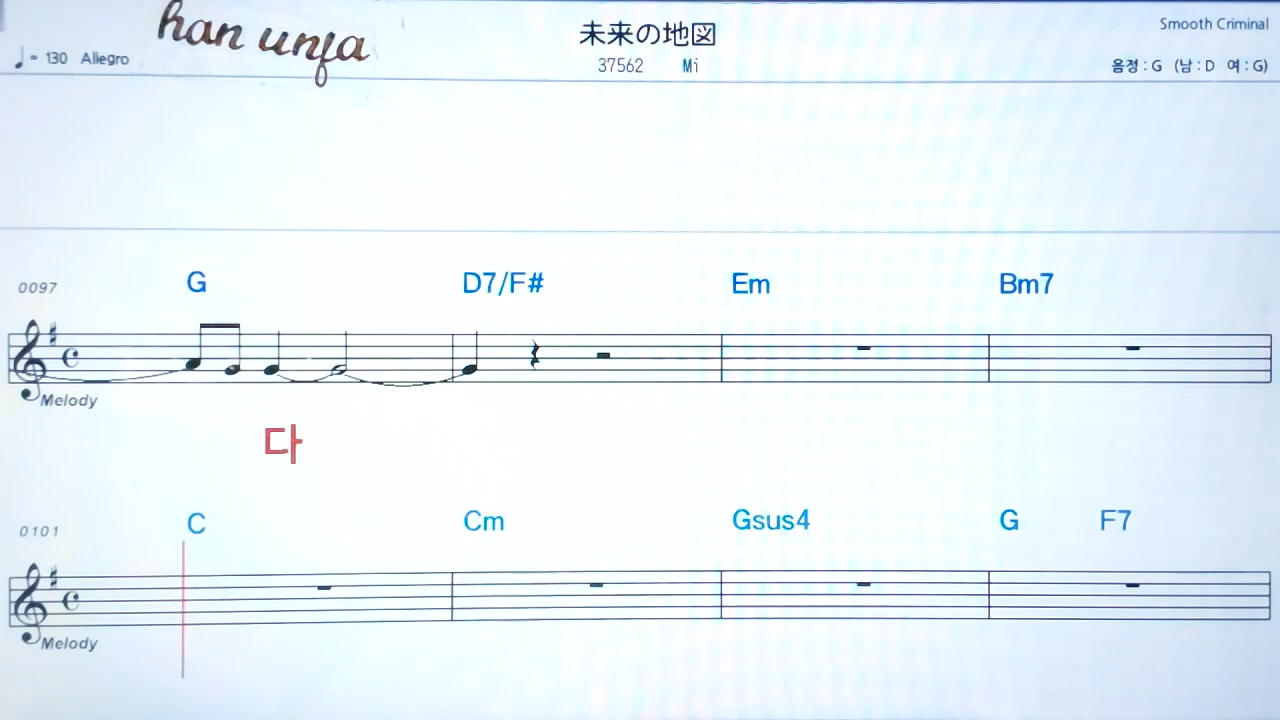 han unfa
未来の地図
Smooth Criminal
♩= 130 Allegro
37562 Mi
음정 : G (남 : D 여 : G)
0097 G D7/F# Em Bm7
Melody
다
0101 C Cm Gsus4 G F7
Melody